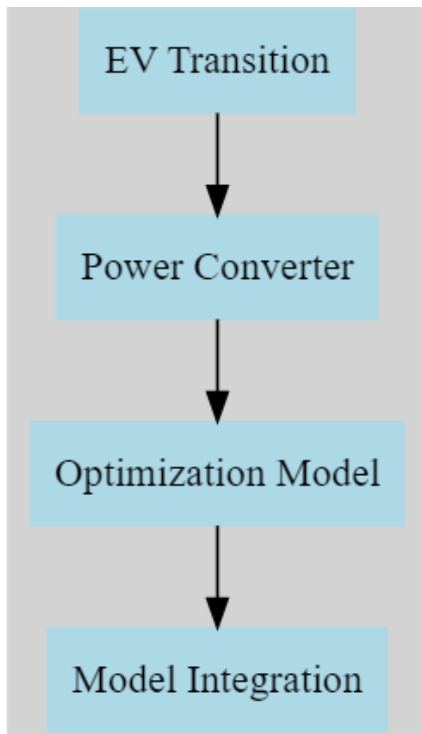 EV Transition
Power Converter
Optimization Model
Model Integration